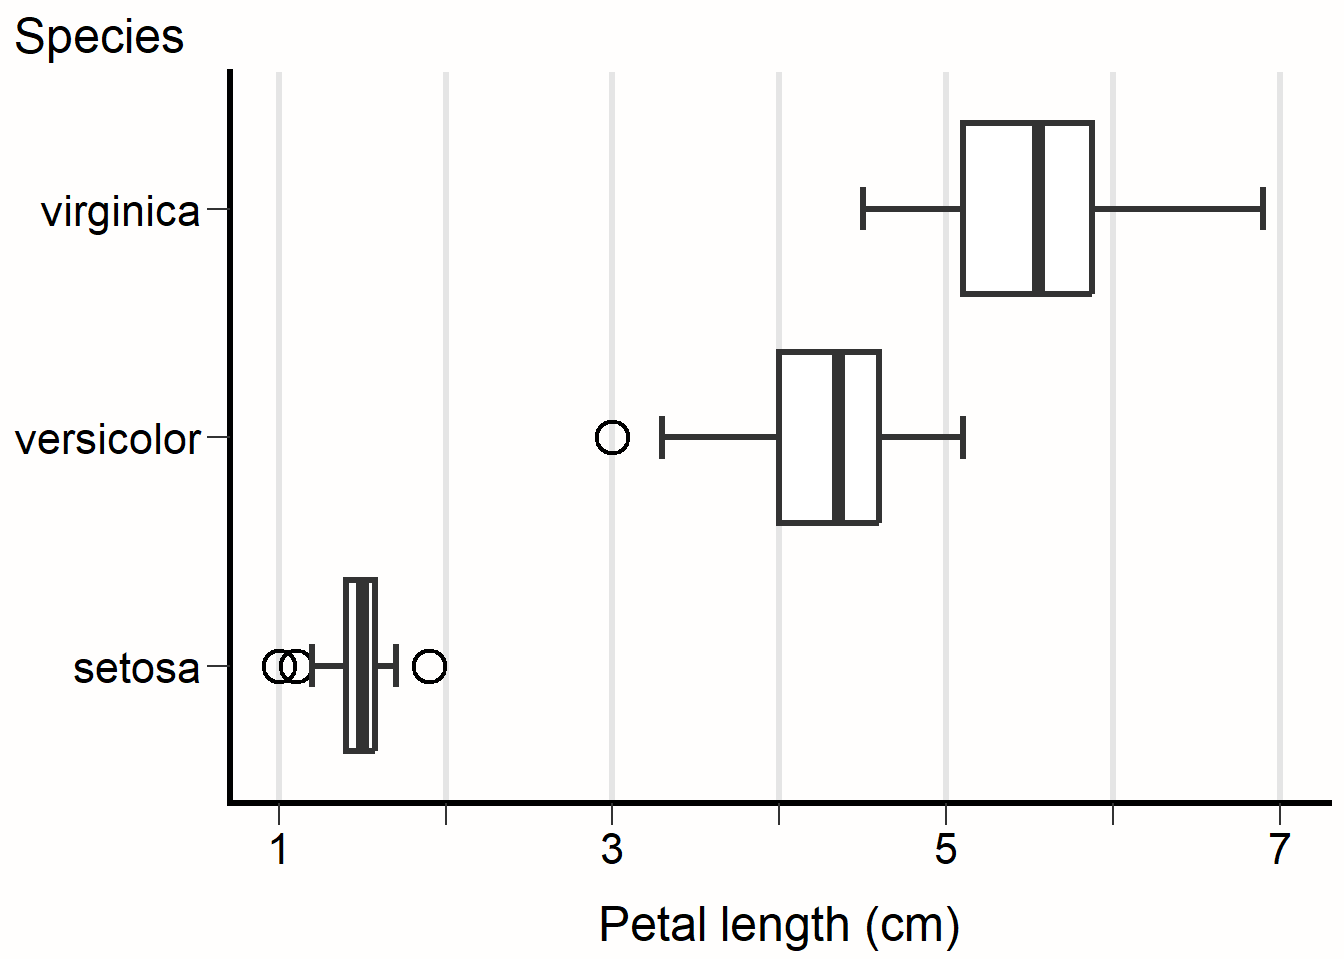 Species
virginica
versicolor
setosa
1 3 5 7
Petal length (cm)